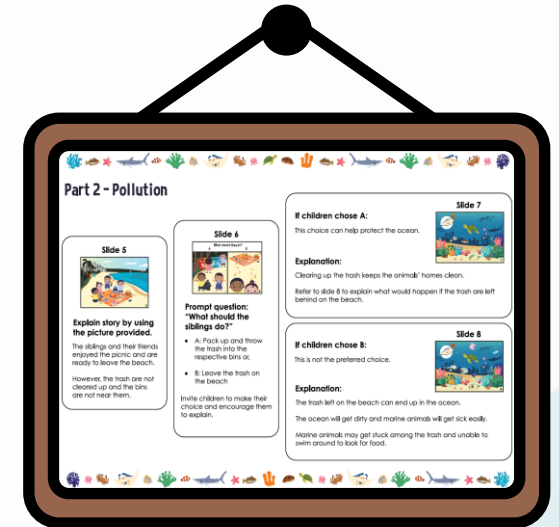 Part 2 - Pollution
Slide 5
Explain story by using
the picture provided.
The siblings and their friends
enjoyed the picnic and are
ready to leave the beach.
However, the trash are not
cleared up and the bins
are not near them.
Slide 6
What should they do?
Prompt question:
"What should the
siblings do?"
A: Pack up and throw
the trash into the
respective bins or,
B: Leave the trash on
the beach
Invite children to make their
choice and encourage them
to explain.
Slide 7
If children chose A:
This choice can help protect the ocean.
Explanation:
Clearing up the trash keeps the animals' homes clean.
Refer to slide 8 to explain what would happen if the trash are left
behind on the beach.
Slide 8
If children chose B:
This is not the preferred choice.
Explanation:
The trash left on the beach can end up in the ocean.
The ocean will get dirty and marine animals will get sick easily.
Marine animals may get stuck among the trash and unable to
swim around to look for food.